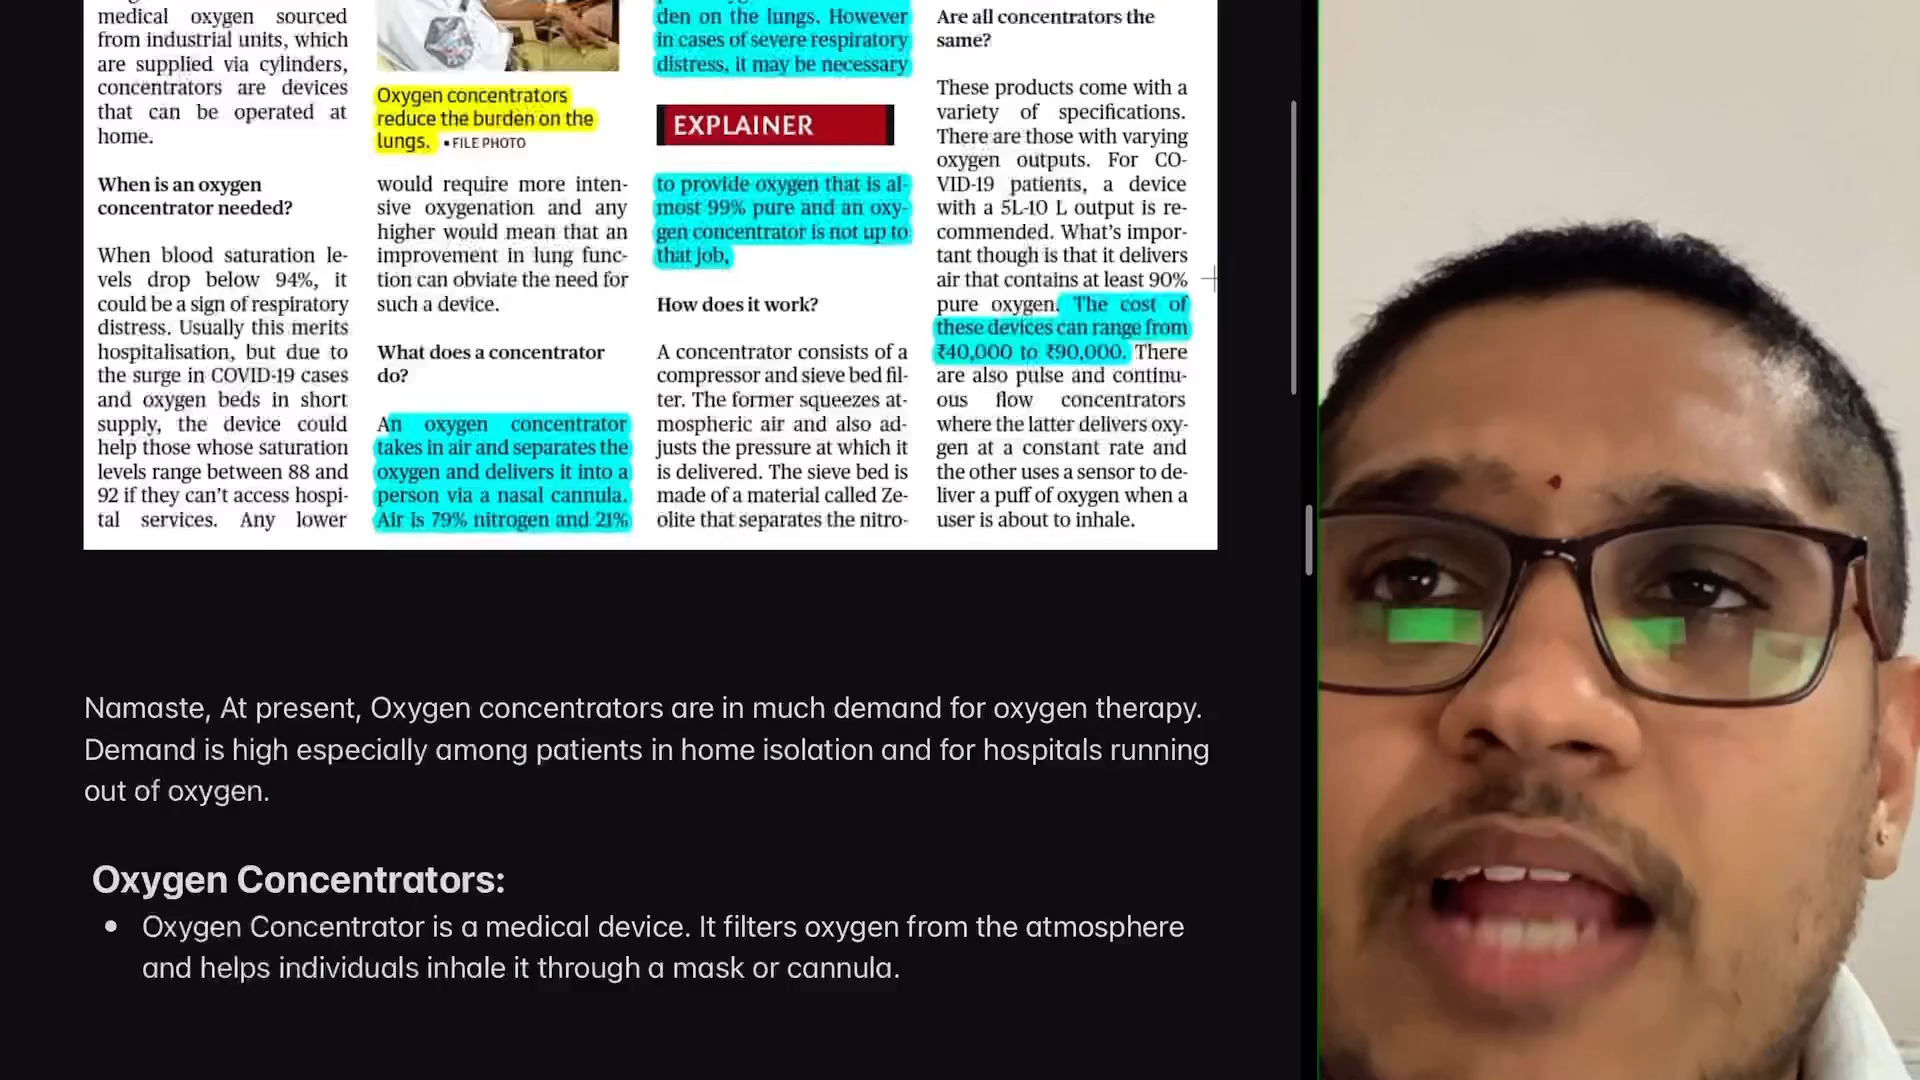 medical oxygen sourced
from industrial units, which
are supplied via cylinders,
concentrators are devices
that can be operated at
home.
When is an oxygen
concentrator needed?
When blood saturation le-
vels drop below 94%, it
could be a sign of respiratory
distress. Usually this merits
hospitalisation, but due to
the surge in COVID-19 cases
and oxygen beds in short
supply, the device could
help those whose saturation
levels range between 88 and
92 if they can't access hospi-
tal services. Any lower
Oxygen concentrators
reduce the burden on the
lungs. ▪ FILE PHOTO
would require more inten-
sive oxygenation and any
higher would mean that an
improvement in lung func-
tion can obviate the need for
such a device.
What does a concentrator
do?
An oxygen concentrator
takes in air and separates the
oxygen and delivers it into a
person via a nasal cannula.
Air is 79% nitrogen and 21%
den on the lungs. However
in cases of severe respiratory
distress, it may be necessary
EXPLAINER
to provide oxygen that is al-
most 99% pure and an oxy-
gen concentrator is not up to
that job,
How does it work?
A concentrator consists of a
compressor and sieve bed fil-
ter. The former squeezes at-
mospheric air and also ad-
justs the pressure at which it
is delivered. The sieve bed is
made of a material called Ze-
olite that separates the nitro-
Are all concentrators the
same?
These products come with a
variety of specifications.
There are those with varying
oxygen outputs. For CO-
VID-19 patients, a device
with a 5L-10 L output is re-
commended. What's impor-
tant though is that it delivers
air that contains at least 90%
pure oxygen. The cost of
these devices can range from
₹40,000 to ₹90,000. There
are also pulse and continu-
ous flow concentrators
where the latter delivers oxy-
gen at a constant rate and
the other uses a sensor to de-
liver a puff of oxygen when a
user is about to inhale.
Namaste, At present, Oxygen concentrators are in much demand for oxygen therapy.
Demand is high especially among patients in home isolation and for hospitals running
out of oxygen.
Oxygen Concentrators:
• Oxygen Concentrator is a medical device. It filters oxygen from the atmosphere
and helps individuals inhale it through a mask or cannula.